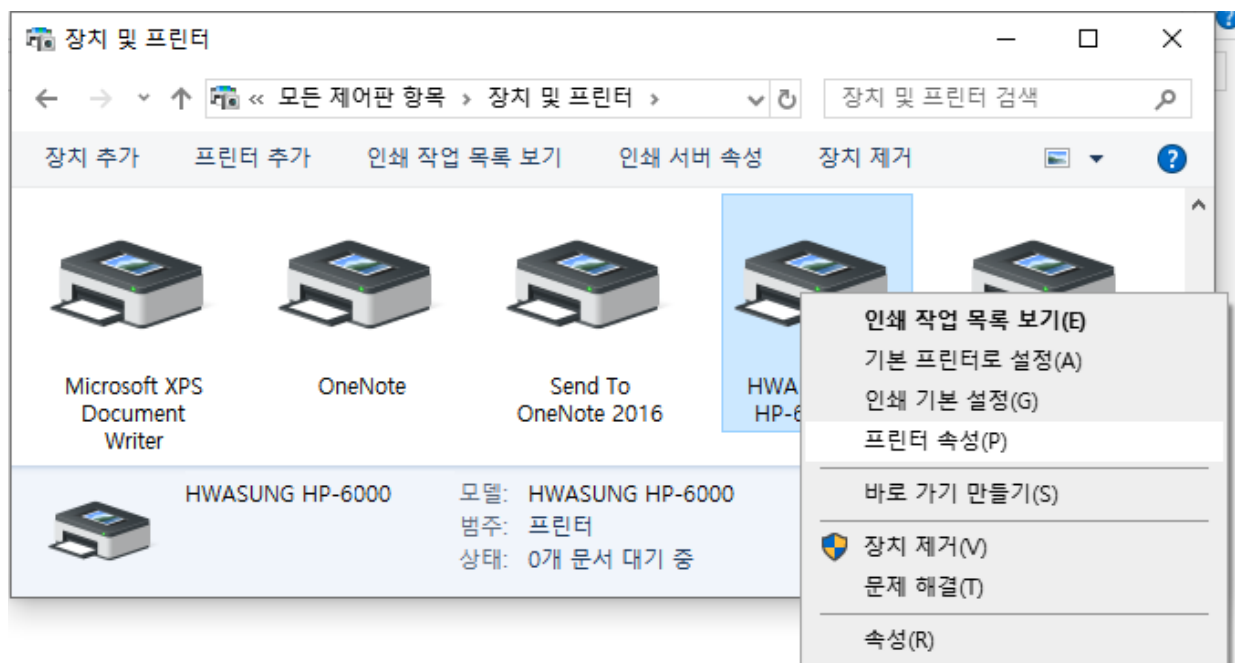 장치 및 프린터
« 모든 제어판 항목 › 장치 및 프린터 ›
장치 및 프린터 검색
장치 추가 프린터 추가 인쇄 작업 목록 보기 인쇄 서버 속성 장치 제거
Microsoft XPS
Document
Writer
OneNote
Send To
OneNote 2016
HWA
HP-6
인쇄 작업 목록 보기(E)
기본 프린터로 설정(A)
인쇄 기본 설정(G)
프린터 속성(P)
바로 가기 만들기(S)
장치 제거(V)
문제 해결(T)
속성(R)
HWASUNG HP-6000
모델: HWASUNG HP-6000
범주: 프린터
상태: 0개 문서 대기 중